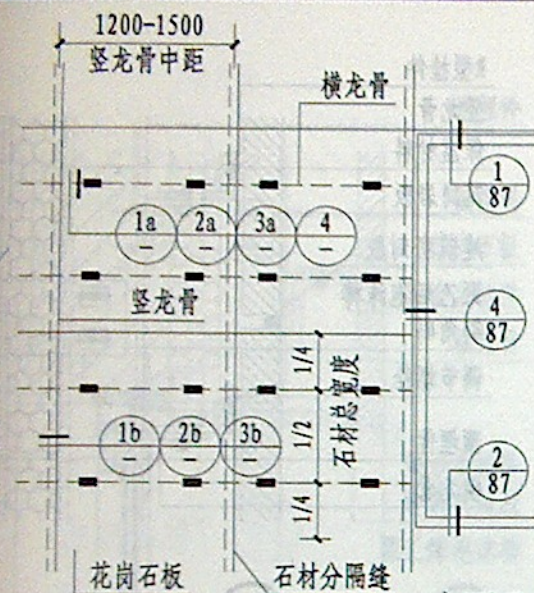 1200-1500
竖龙骨中距
横龙骨
1
87
1a 2a 3a 4
- - - -
竖龙骨
4
87
1/4
1/2
1/4
石材总宽度
1b 2b 3b
- - -
2
87
花岗石板
石材分隔缝